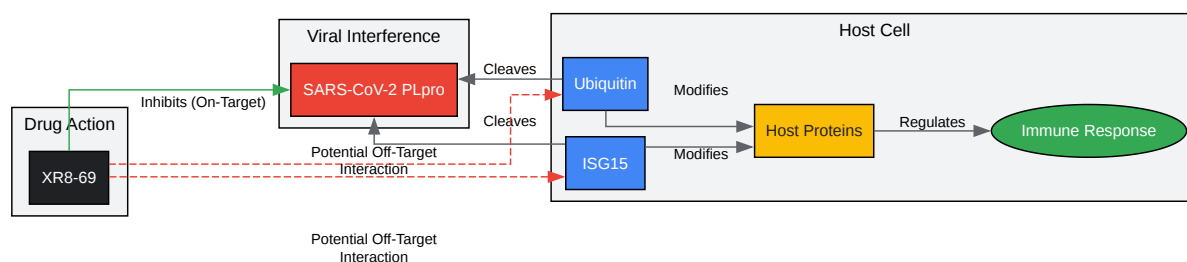 Host Cell
Viral Interference
Cleaves
SARS-CoV-2 PLpro
Ubiquitin
Modifies
Inhibits (On-Target)
Drug Action
Cleaves
Host Proteins
Regulates
Immune Response
Potential Off-Target
Interaction
Modifies
ISG15
XR8-69
Potential Off-Target
Interaction